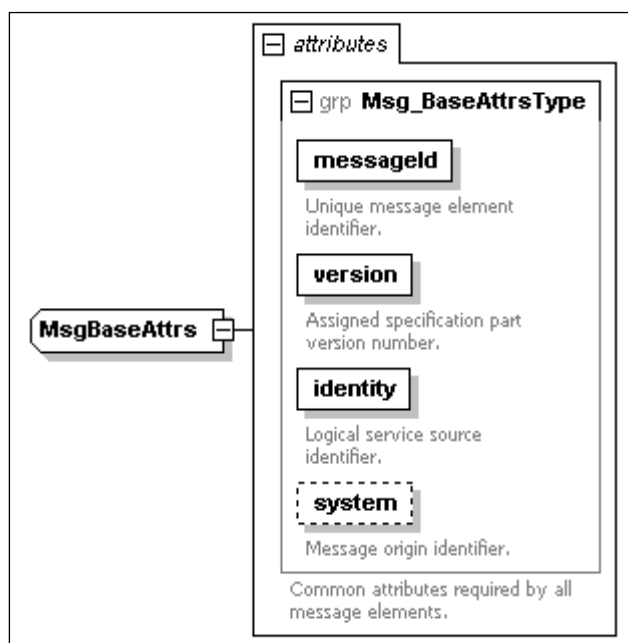 attributes
grp Msg_BaseAttrsType
messageId
Unique message element
identifier.
version
Assigned specification part
version number.
MsgBaseAttrs
identity
Logical service source
identifier.
system
Message origin identifier.
Common attributes required by all
message elements.